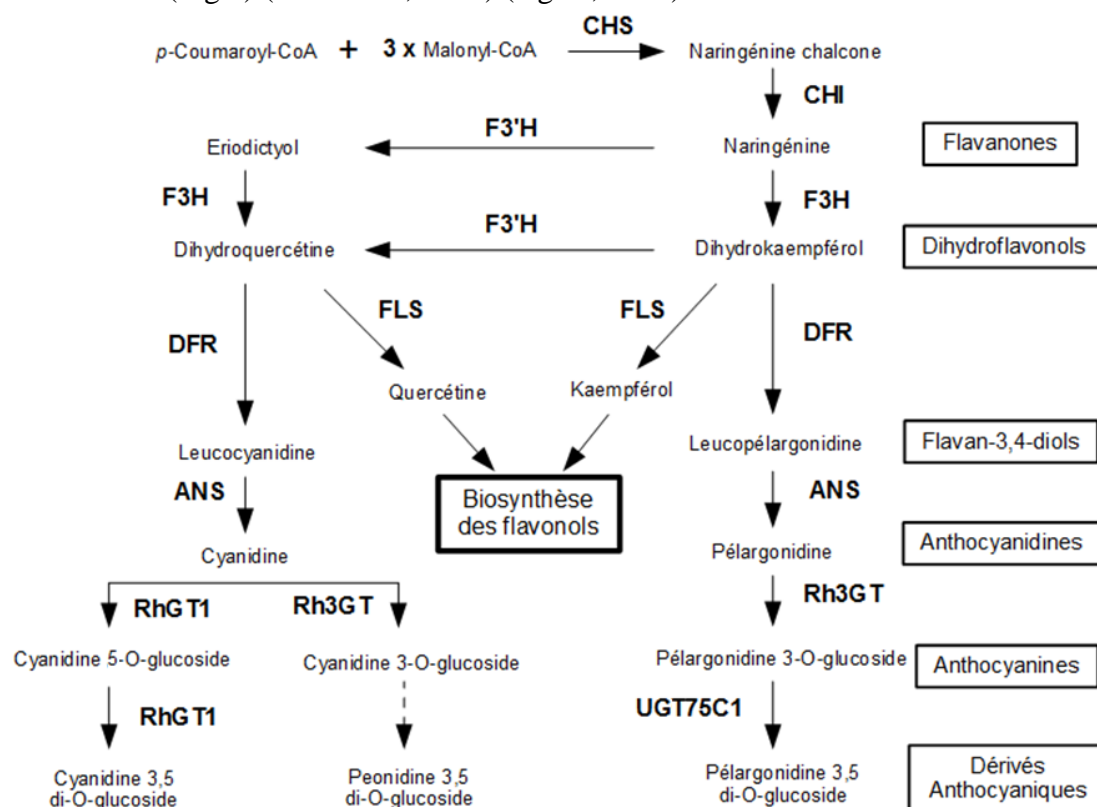 p-Coumaroyl-CoA + 3 x Malonyl-CoA CHS Naringénine chalcone
CHI
F3'H
Eriodictyol Naringénine Flavanones
F3H F3H
F3'H
Dihydroquercétine Dihydrokaempférol Dihydroflavonols
FLS FLS
DFR DFR
Quercétine Kaempférol
Leucocyanidine Leucopélargonidine Flavan-3,4-diols
ANS ANS
Biosynthèse
des flavonols
Cyanidine Pélargonidine Anthocyanidines
RhGT1 Rh3GT Rh3GT
Cyanidine 5-O-glucoside Cyanidine 3-O-glucoside Pélargonidine 3-O-glucoside Anthocyanines
RhGT1 UGT75C1
Cyanidine 3,5 Peonidine 3,5 Pélargonidine 3,5 Dérivés
di-O-glucoside di-O-glucoside di-O-glucoside Anthocyaniques